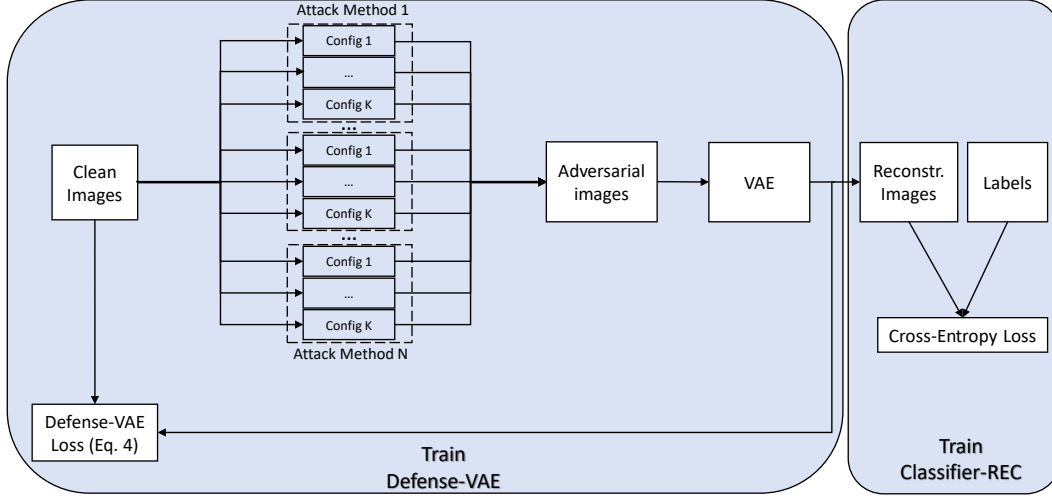 Attack Method 1
Config 1
...
Config K
...
Config 1
...
Config K
...
Config 1
...
Config K
Attack Method N
Clean
Images
Adversarial
images
VAE
Reconstr.
Images
Labels
Cross-Entropy Loss
Defense-VAE
Loss (Eq. 4)
Train
Defense-VAE
Train
Classifier-REC